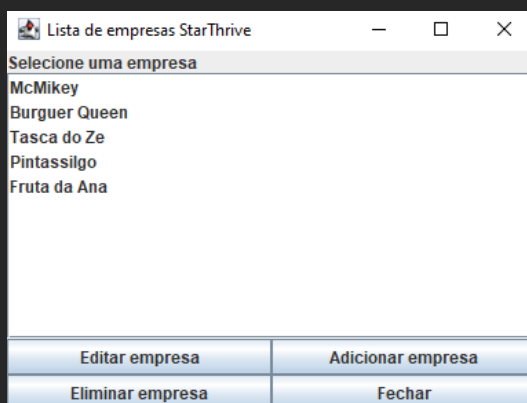 Lista de empresas StarThrive
Selecione uma empresa
McMikey
Burguer Queen
Tasca do Ze
Pintassilgo
Fruta da Ana
Editar empresa
Adicionar empresa
Eliminar empresa
Fechar